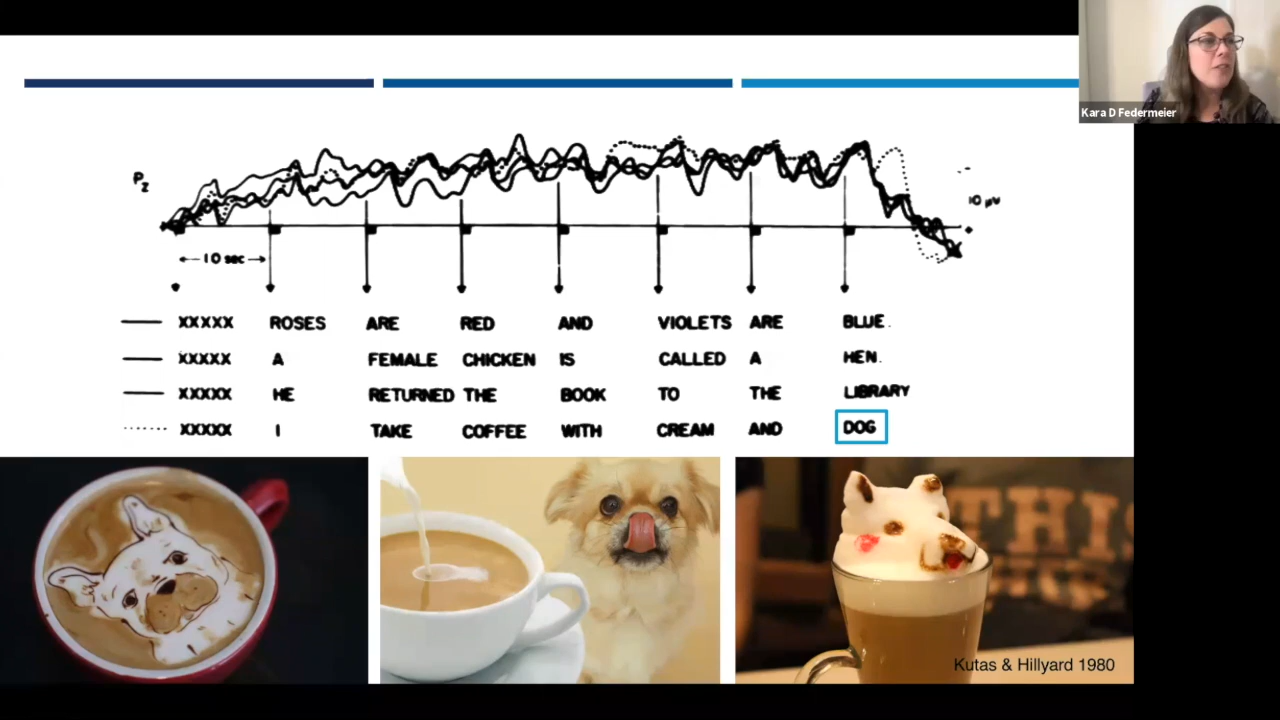 Kara D Federmeier
Pz
10 μv
←10 sec→
XXXXX ROSES ARE RED AND VIOLETS ARE BLUE.
XXXXX A FEMALE CHICKEN IS CALLED A HEN.
XXXXX HE RETURNED THE BOOK TO THE LIBRARY
XXXXX I TAKE COFFEE WITH CREAM AND DOG
THIS
Kutas & Hillyard 1980